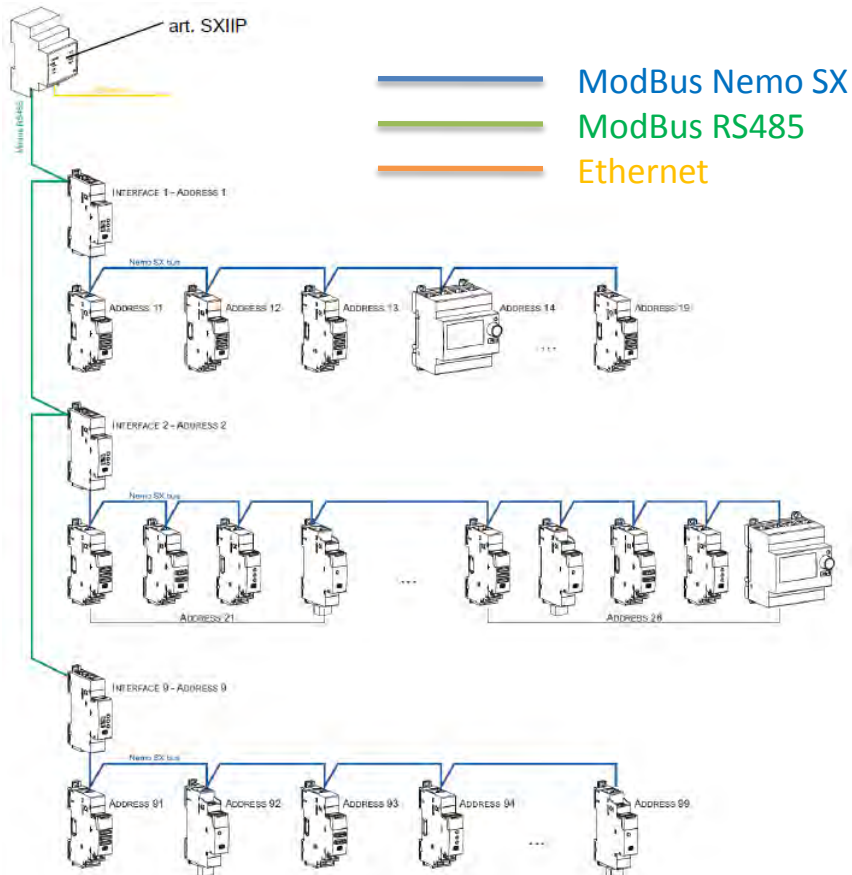 art. SXIIP
ModBus Nemo SX
ModBus RS485
Ethernet
RS485
INTERFACE 1 - ADDRESS 1
Nemo SX bus
ADDRESS 11
ADDRESS 12
ADDRESS 13
ADDRESS 14
...
ADDRESS 19
INTERFACE 2 - ADDRESS 2
Nemo SX bus
...
ADDRESS 21
ADDRESS 28
INTERFACE 9 - ADDRESS 9
Nemo SX bus
ADDRESS 91
ADDRESS 92
ADDRESS 93
ADDRESS 94
...
ADDRESS 99